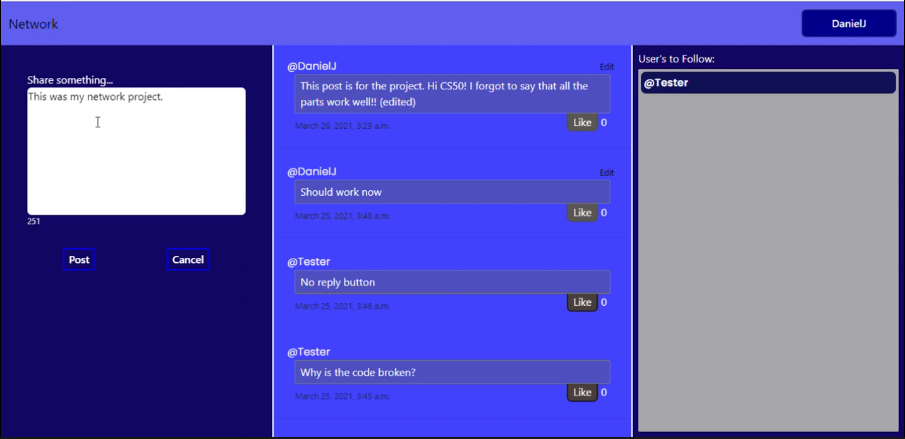 Network
DanielJ
Share something...
This was my network project.
251
Post
Cancel
@DanielJ
Edit
This post is for the project. Hi CS50! I forgot to say that all the
parts work well!! (edited)
March 26, 2021, 3:29 a.m.
Like 0
@DanielJ
Edit
Should work now
March 25, 2021, 3:48 a.m.
Like 0
@Tester
No reply button
March 25, 2021, 3:46 a.m.
Like 0
@Tester
Why is the code broken?
March 25, 2021, 3:45 a.m.
Like 0
User's to Follow:
@Tester